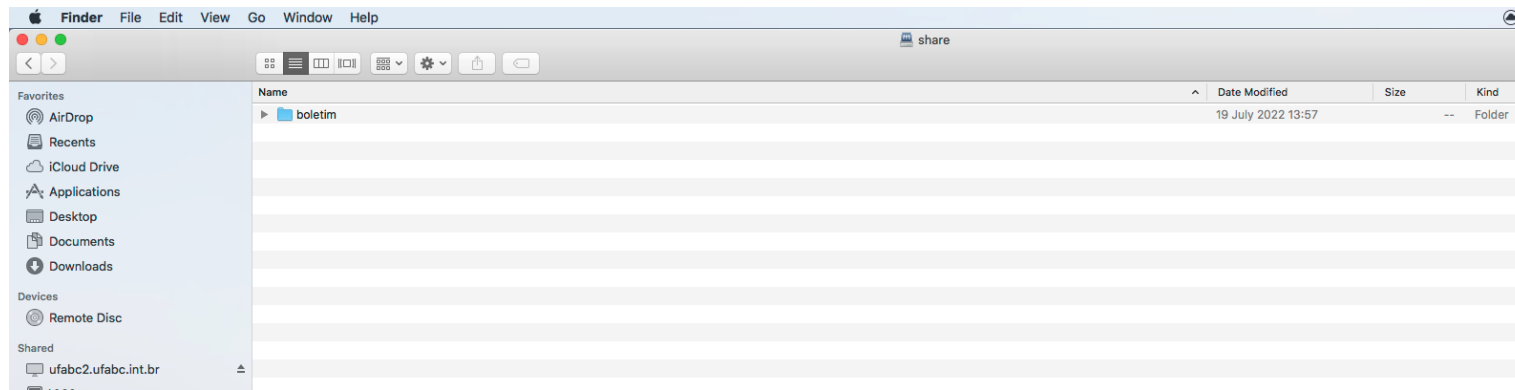 Finder File Edit View Go Window Help
share
Name Date Modified Size Kind
boletim 19 July 2022 13:57 -- Folder
Favorites
AirDrop
Recents
iCloud Drive
Applications
Desktop
Documents
Downloads
Devices
Remote Disc
Shared
ufabc2.ufabc.int.br